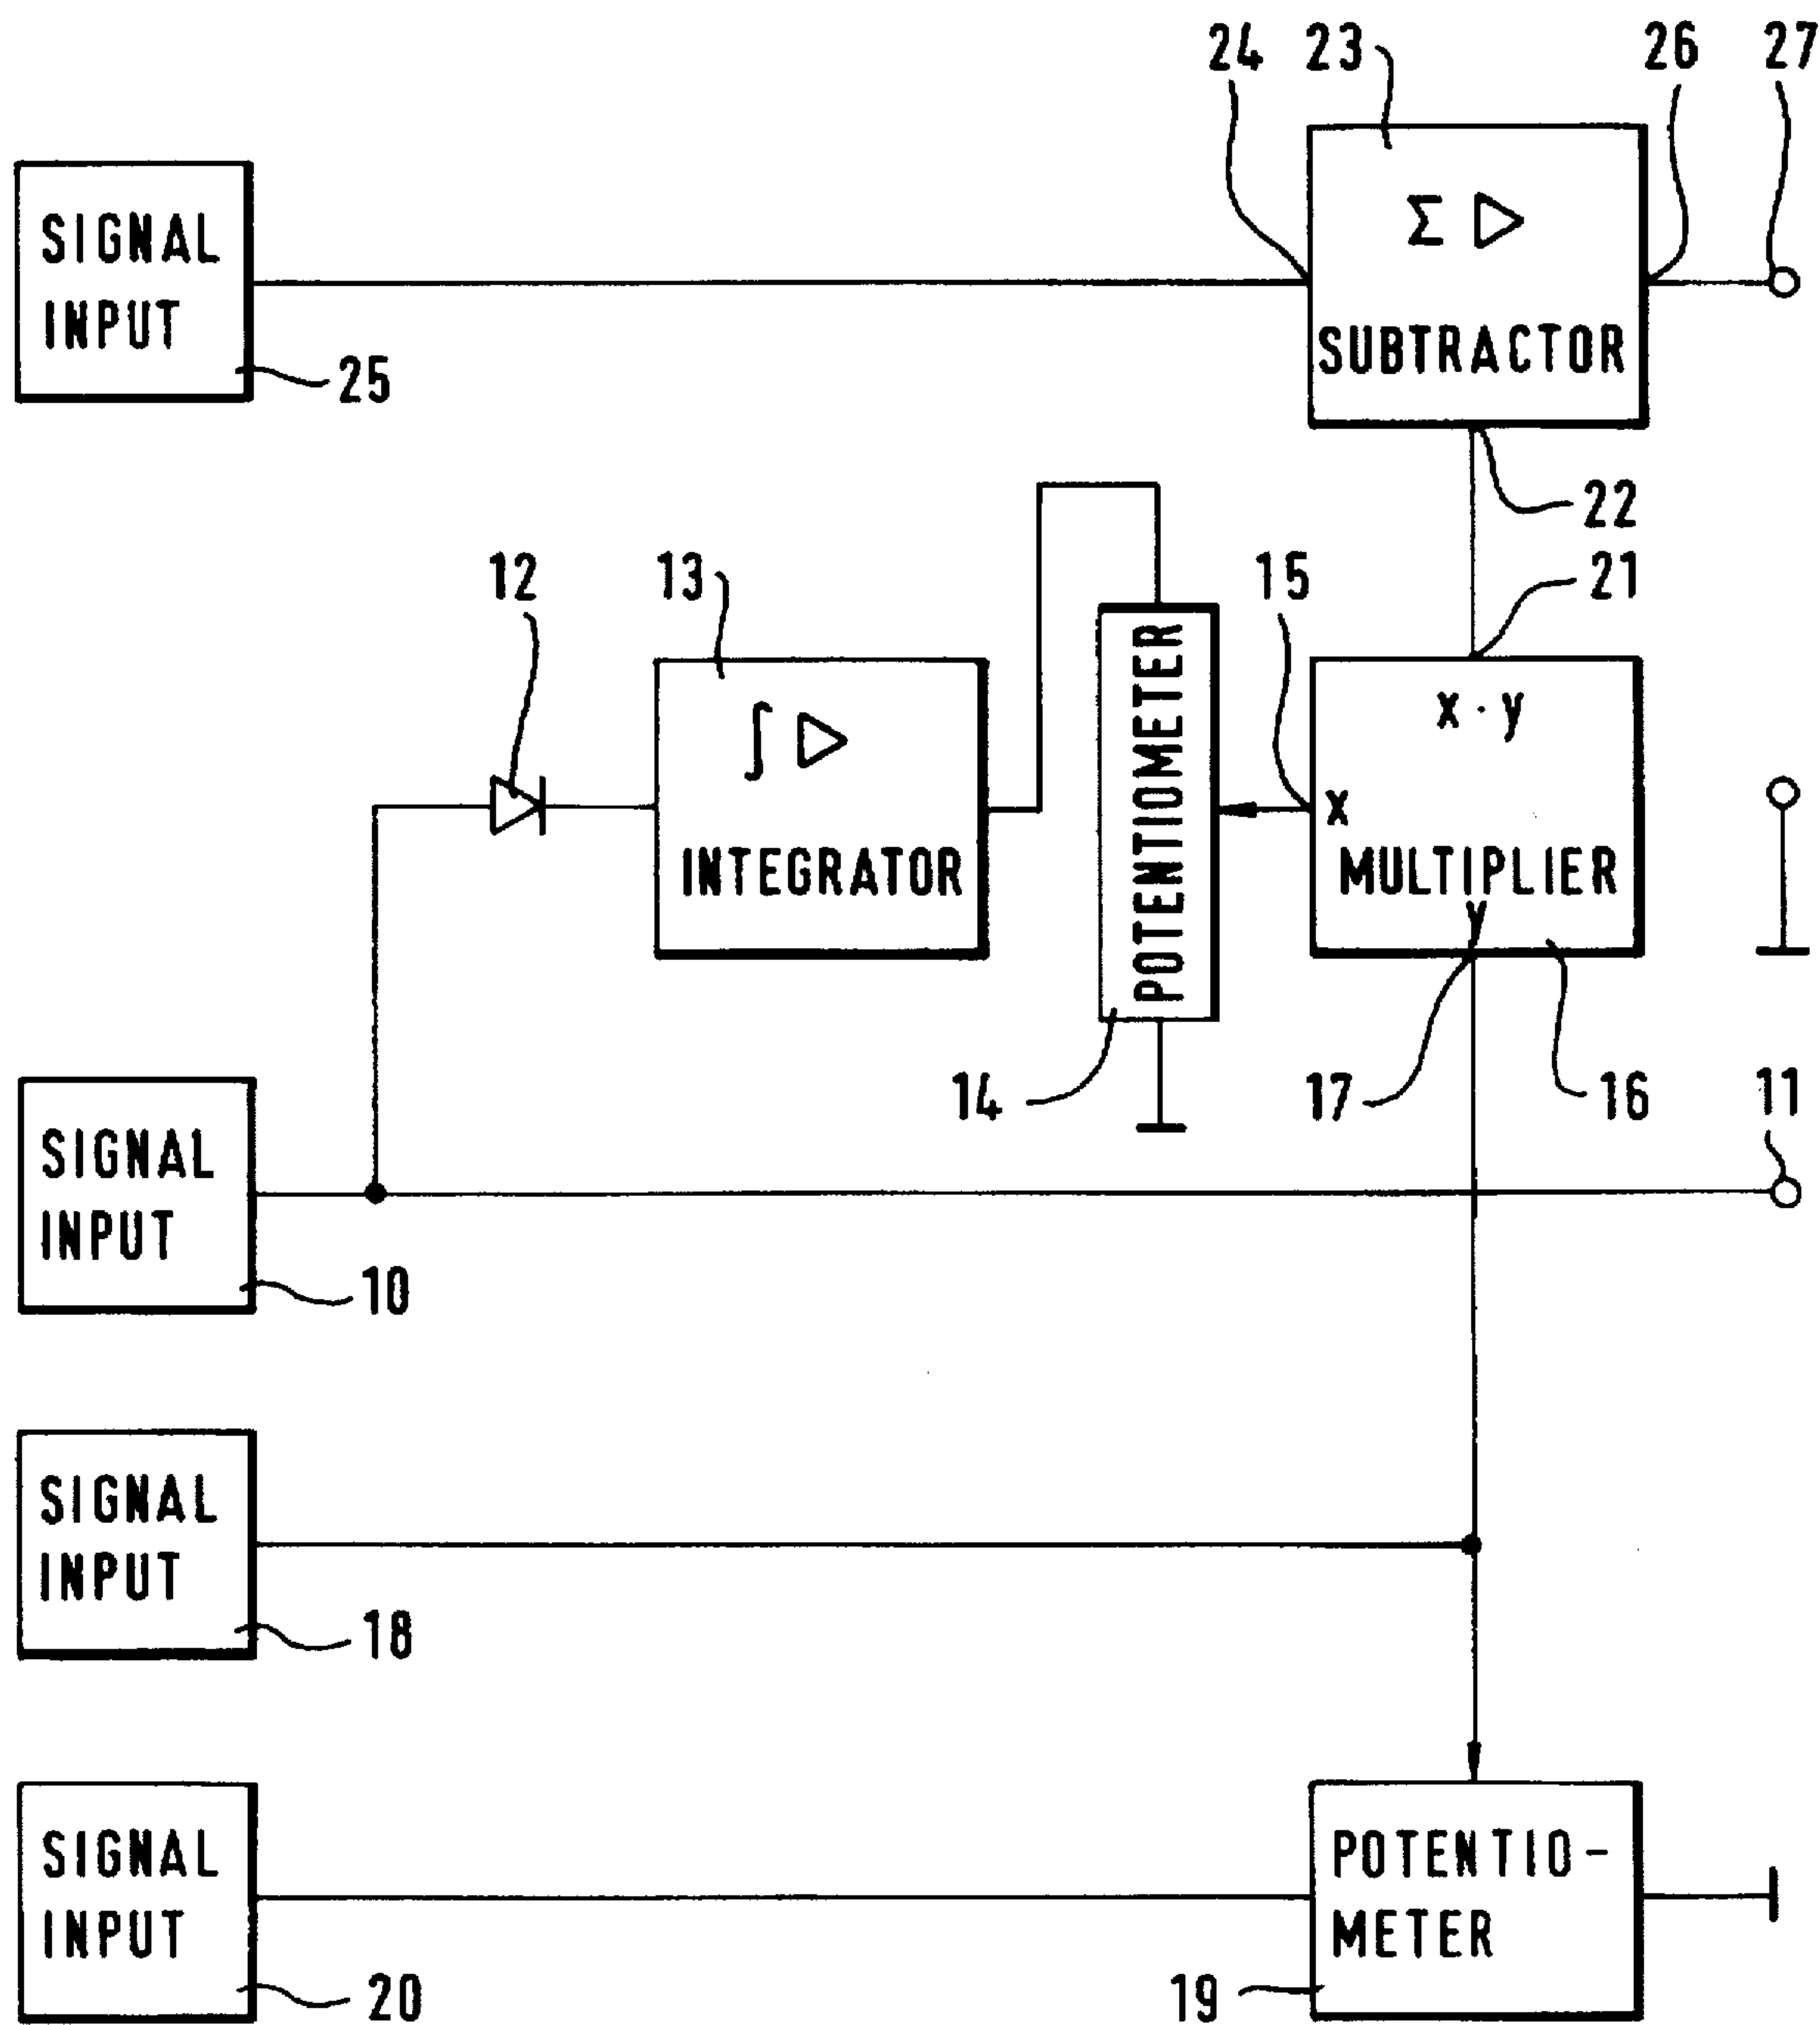 24 23 26 27
SIGNAL
INPUT
25
Σ
SUBTRACTOR
22
12 13 15 21
∫
INTEGRATOR
POTENTIOMETER
x · y
x
MULTIPLIER
y
14 17 16 11
SIGNAL
INPUT
10
SIGNAL
INPUT
18
SIGNAL
INPUT
20
POTENTIO-
METER
19